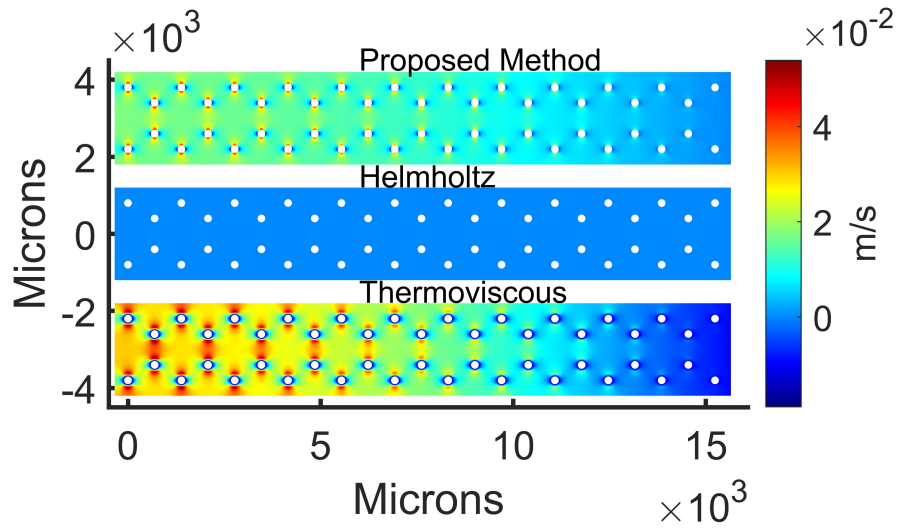 ×10³
×10⁻²
Proposed Method
4
2
Helmholtz
0
Thermoviscous
-2
-4
Microns
4
2
0
m/s
0 5 10 15
Microns
×10³